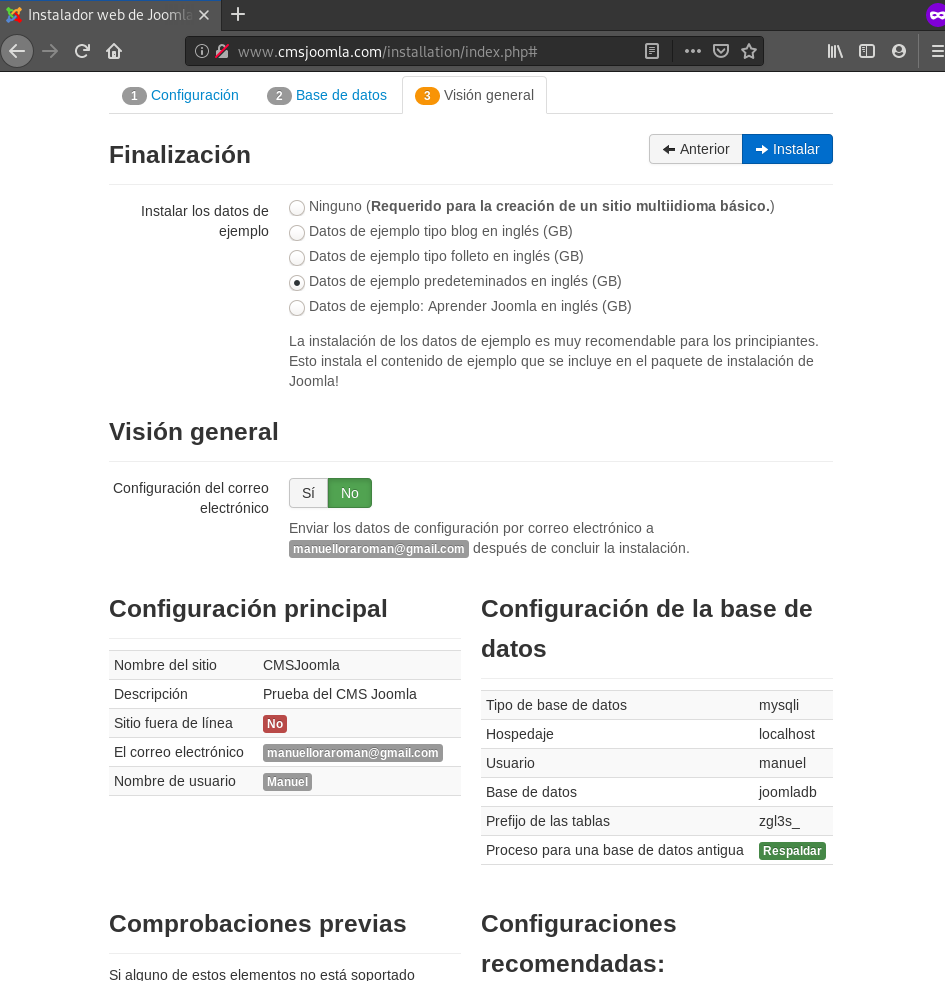 Instalador web de Joomla
www.cmsjoomla.com/installation/index.php#
1 Configuración 2 Base de datos 3 Visión general
Finalización
Anterior Instalar
Instalar los datos de
ejemplo
Ninguno (Requerido para la creación de un sitio multiidioma básico.)
Datos de ejemplo tipo blog en inglés (GB)
Datos de ejemplo tipo folleto en inglés (GB)
Datos de ejemplo predeteminados en inglés (GB)
Datos de ejemplo: Aprender Joomla en inglés (GB)
La instalación de los datos de ejemplo es muy recomendable para los principiantes.
Esto instala el contenido de ejemplo que se incluye en el paquete de instalación de
Joomla!
Visión general
Configuración del correo
electrónico
Sí No
Enviar los datos de configuración por correo electrónico a
manuelloraroman@gmail.com después de concluir la instalación.
Configuración principal
Nombre del sitio CMSJoomla
Descripción Prueba del CMS Joomla
Sitio fuera de línea No
El correo electrónico manuelloraroman@gmail.com
Nombre de usuario Manuel
Configuración de la base de
datos
Tipo de base de datos mysqli
Hospedaje localhost
Usuario manuel
Base de datos joomladb
Prefijo de las tablas zgl3s_
Proceso para una base de datos antigua Respaldar
Comprobaciones previas
Si alguno de estos elementos no está soportado
Configuraciones
recomendadas: